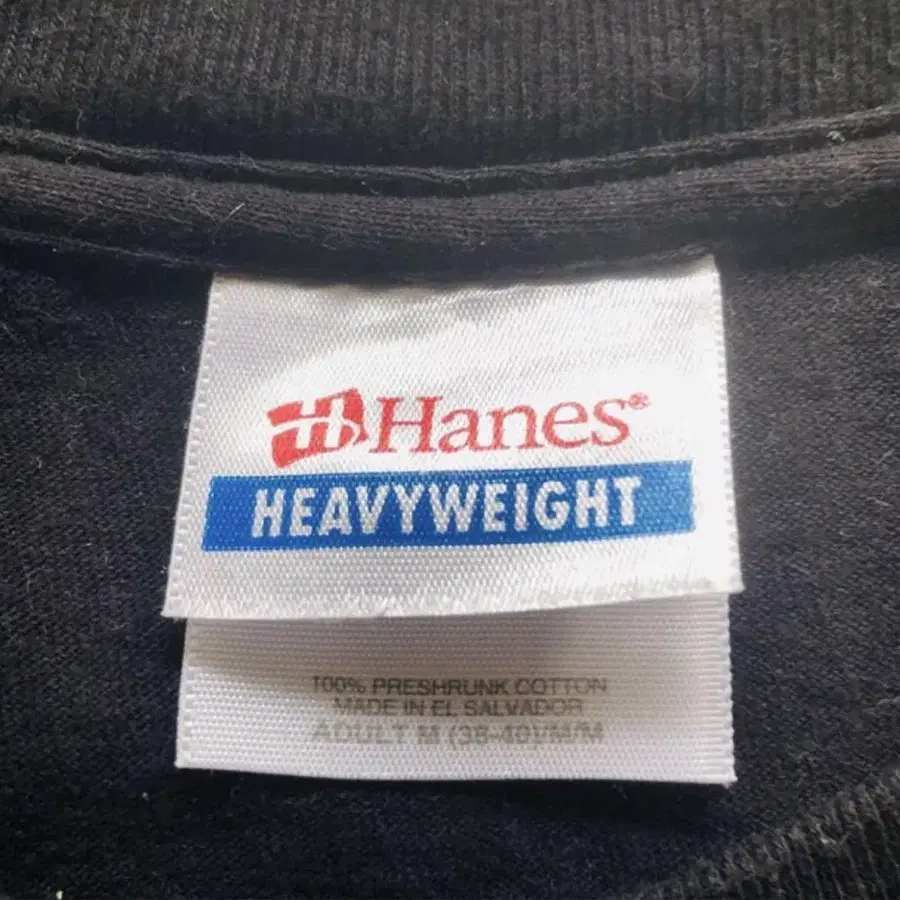 H Hanes®
HEAVYWEIGHT
100% PRESHRUNK COTTON
MADE IN EL SALVADOR
ADULT M (38-40)/M/M